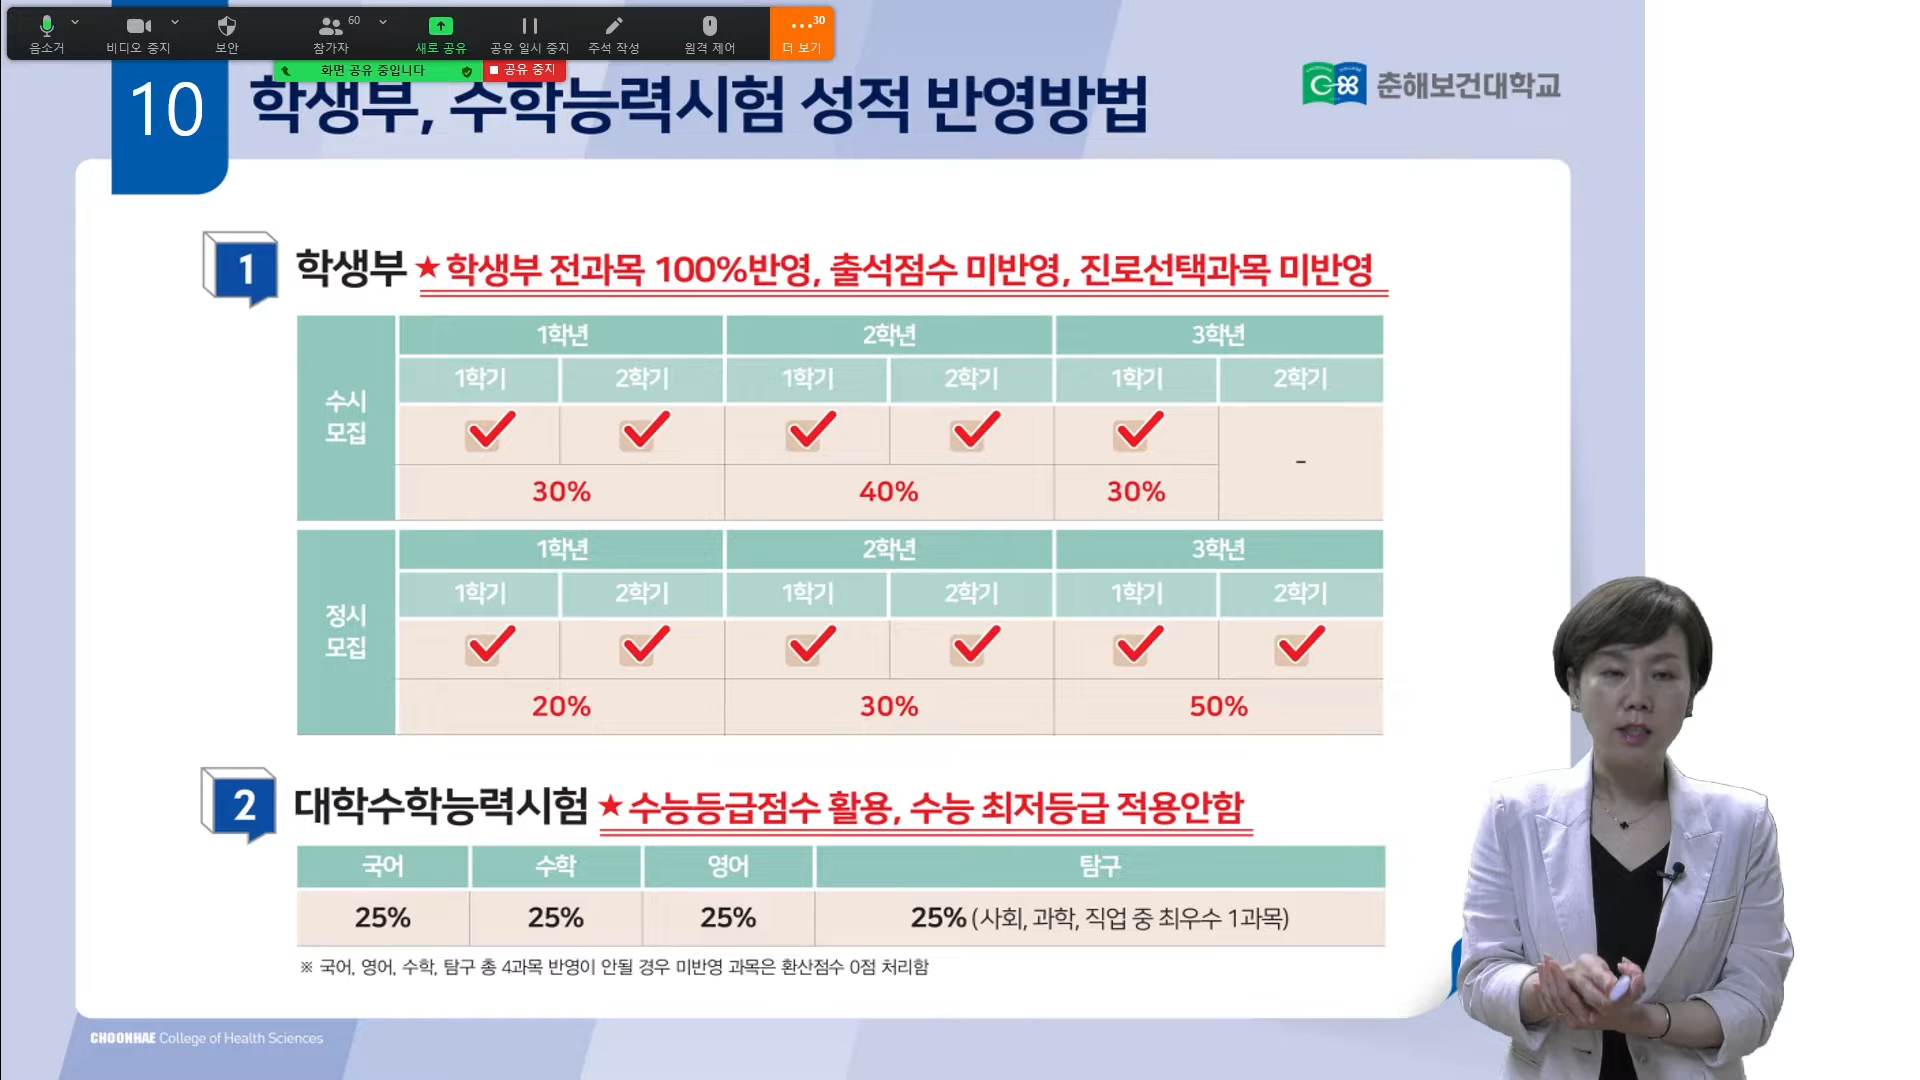 60
30
음소거
비디오 중지
보안
참가자
새로 공유
공유 일시 중지
주석 작성
원격 제어
더 보기
화면 공유 중입니다
공유 중지
10
학생부, 수학능력시험 성적 반영방법
춘해보건대학교
1
학생부 ★ 학생부 전과목 100%반영, 출석점수 미반영, 진로선택과목 미반영
수시
모집
1학년 2학년 3학년
1학기 2학기 1학기 2학기 1학기 2학기
-
30% 40% 30%
정시
모집
1학년 2학년 3학년
1학기 2학기 1학기 2학기 1학기 2학기
20% 30% 50%
2
대학수학능력시험 ★ 수능등급점수 활용, 수능 최저등급 적용안함
국어 수학 영어 탐구
25% 25% 25% 25% (사회, 과학, 직업 중 최우수 1과목)
※ 국어, 영어, 수학, 탐구 총 4과목 반영이 안될 경우 미반영 과목은 환산점수 0점 처리함
CHOONHAE College of Health Sciences